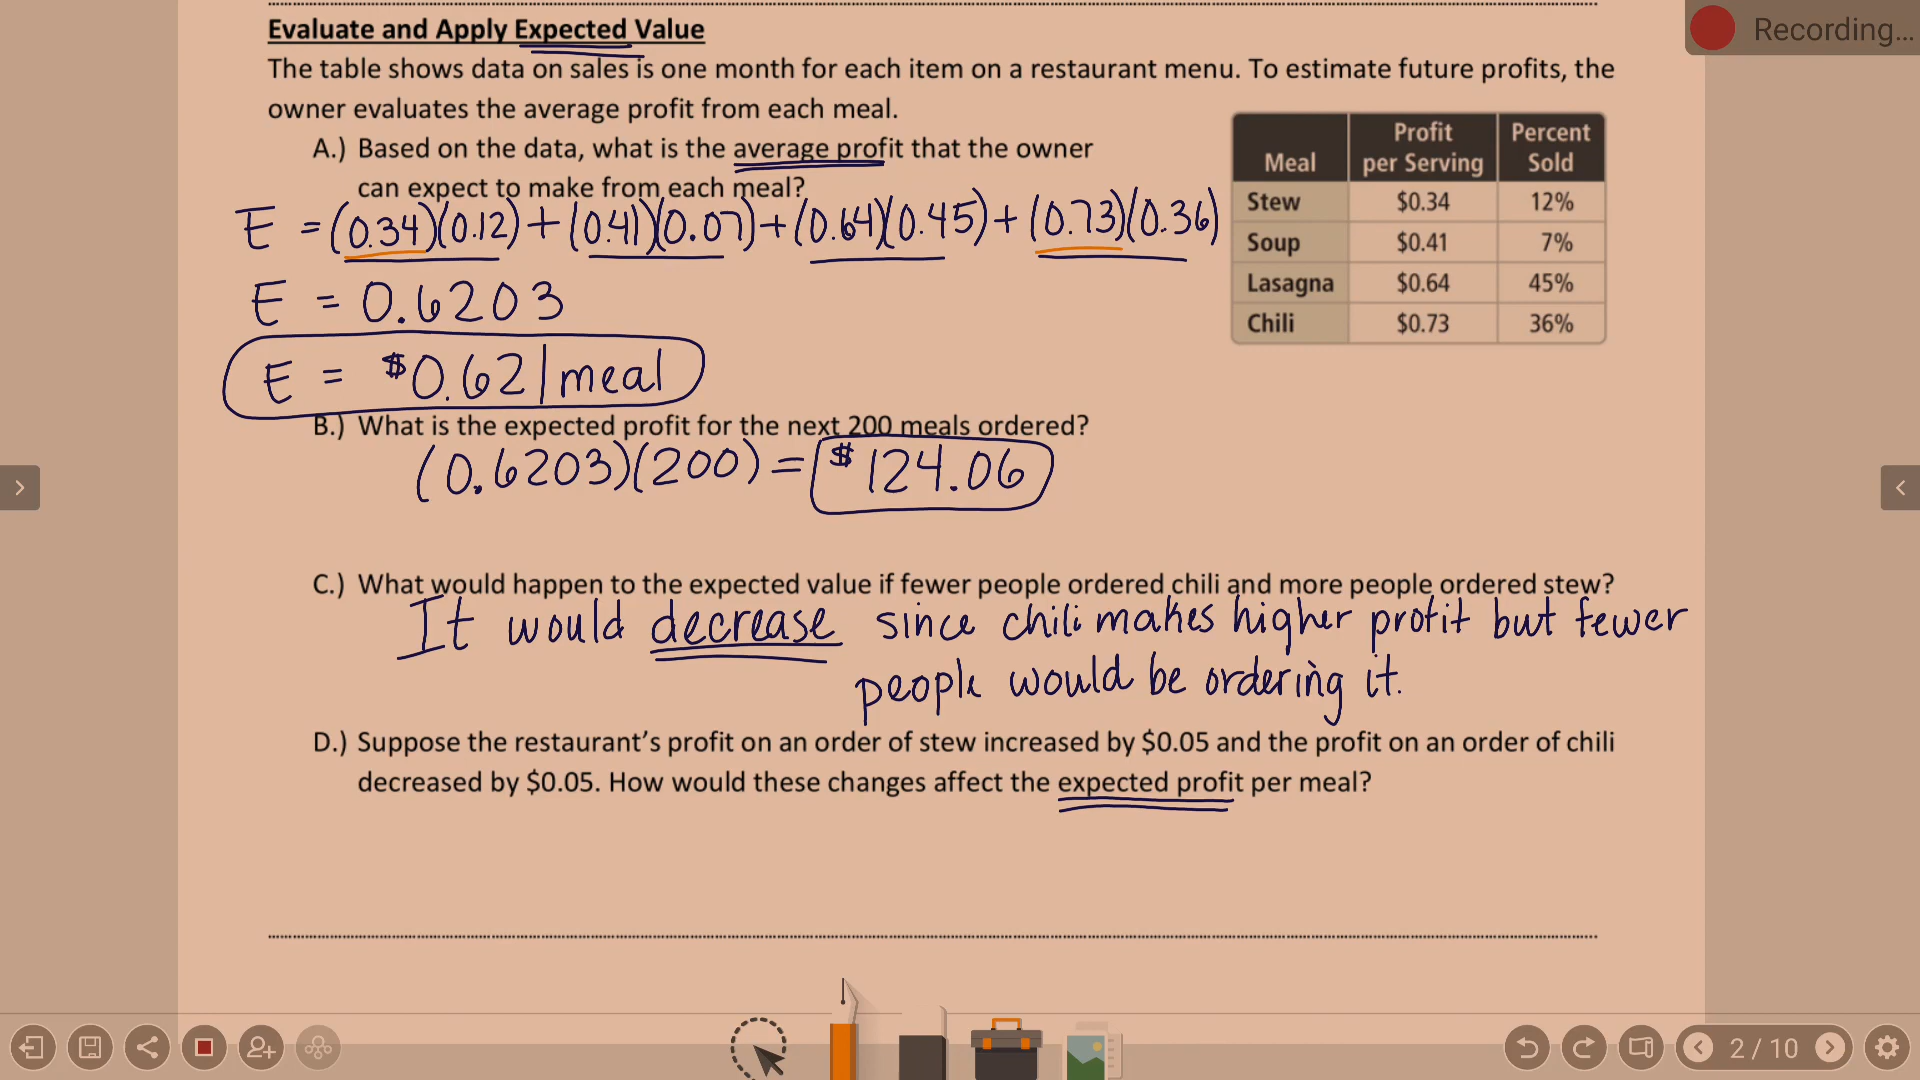 Recording...
Evaluate and Apply Expected Value
The table shows data on sales is one month for each item on a restaurant menu. To estimate future profits, the
owner evaluates the average profit from each meal.
A.) Based on the data, what is the average profit that the owner
can expect to make from each meal?
E = (0.34)(0.12) + (0.41)(0.07) + (0.64)(0.45) + (0.73)(0.36)
E = 0.6203
E = $0.62/meal
Meal Profit per Serving Percent Sold
Stew $0.34 12%
Soup $0.41 7%
Lasagna $0.64 45%
Chili $0.73 36%
B.) What is the expected profit for the next 200 meals ordered?
(0.6203)(200) = $124.06
C.) What would happen to the expected value if fewer people ordered chili and more people ordered stew?
It would decrease since chili makes higher profit but fewer
people would be ordering it.
D.) Suppose the restaurant's profit on an order of stew increased by $0.05 and the profit on an order of chili
decreased by $0.05. How would these changes affect the expected profit per meal?
2 / 10